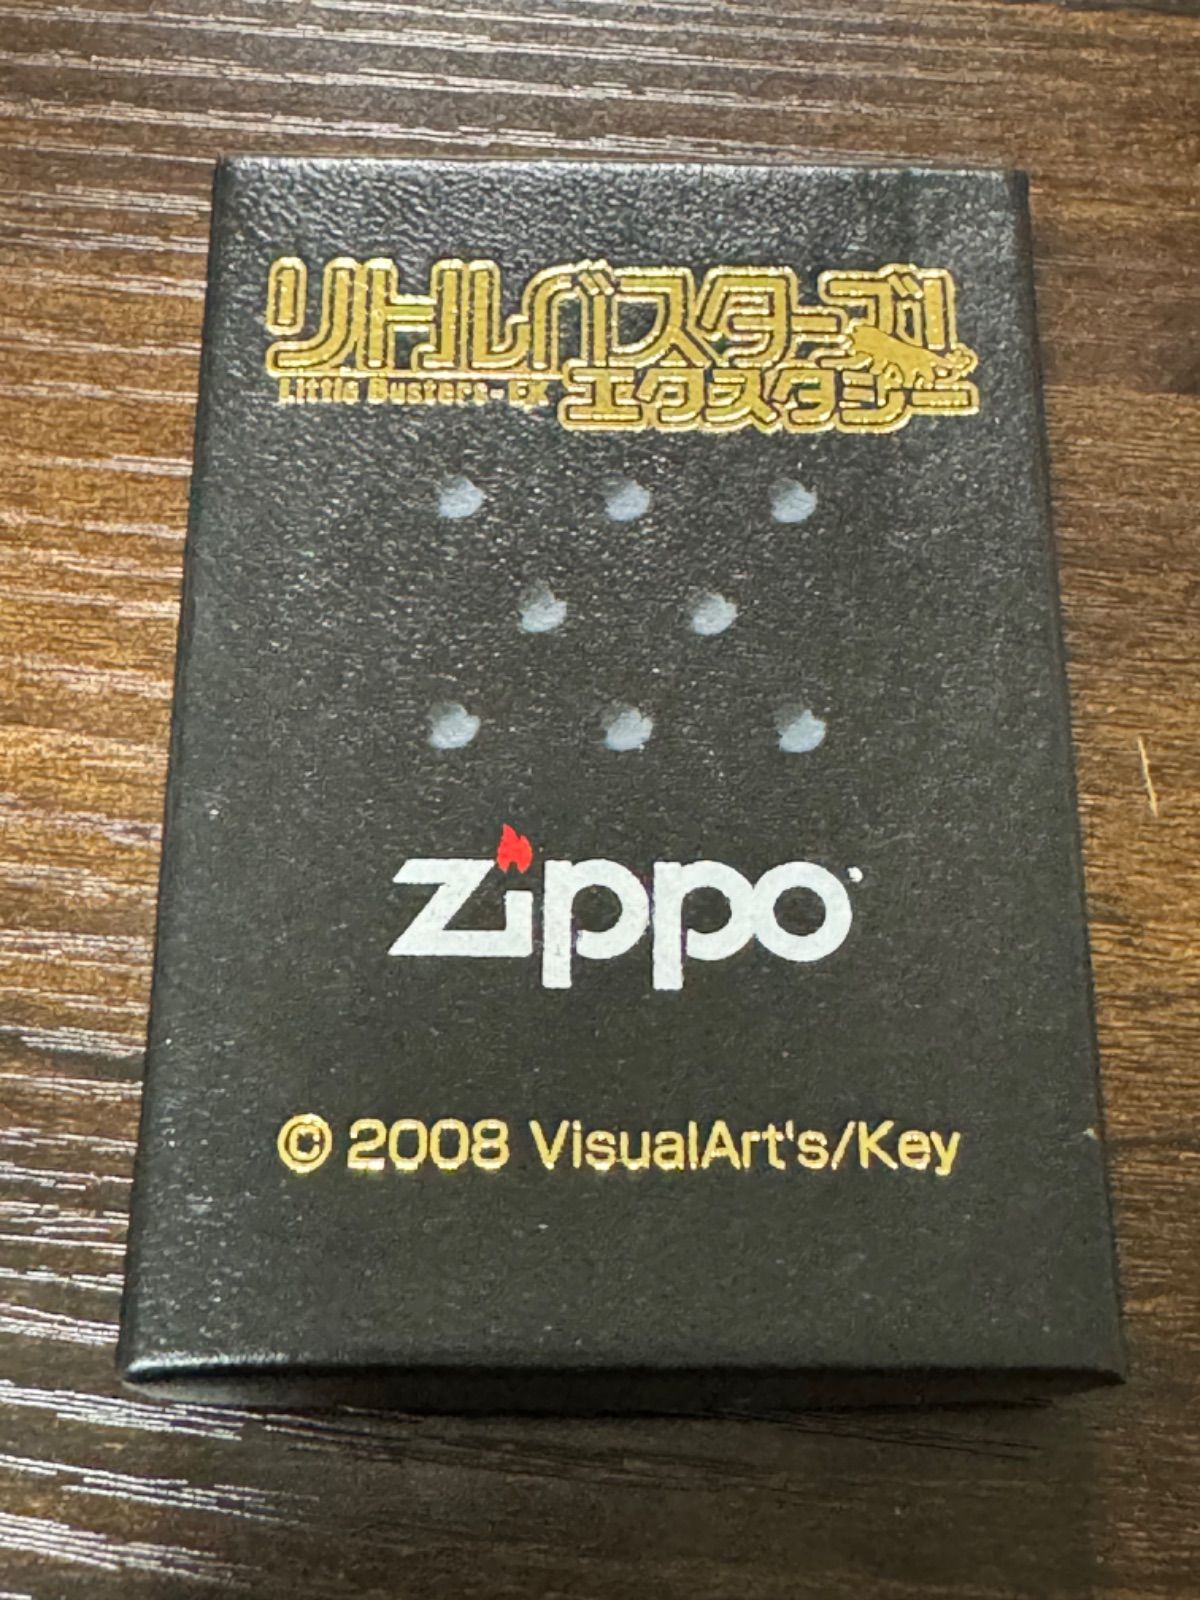 リトルバスターズ!
Little Busters-EX
エクスタシー
Zippo
© 2008 VisualArt's/Key